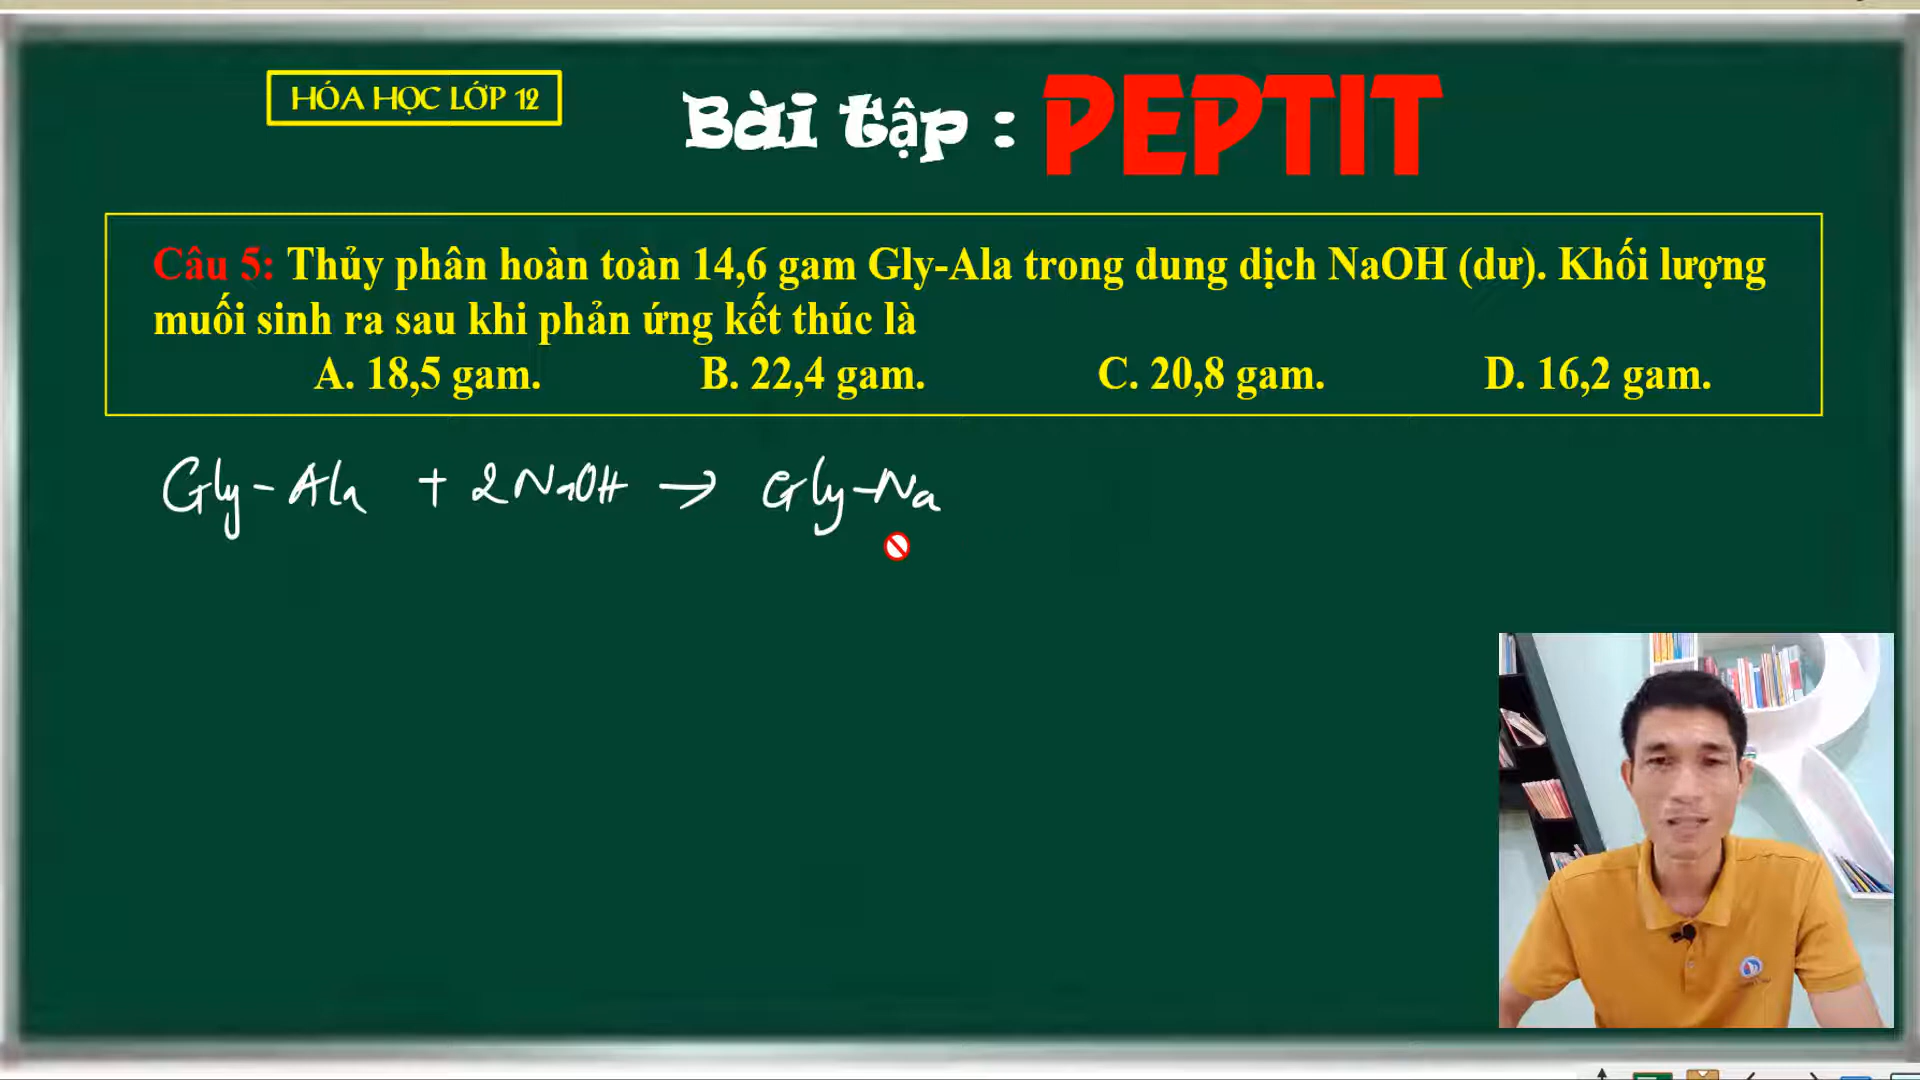 HÓA HỌC LỚP 12
Bài tập : PEPTIT
Câu 5: Thủy phân hoàn toàn 14,6 gam Gly-Ala trong dung dịch NaOH (dư). Khối lượng
muối sinh ra sau khi phản ứng kết thúc là
A. 18,5 gam. B. 22,4 gam. C. 20,8 gam. D. 16,2 gam.
Gly-Ala + 2NaOH → Gly-Na